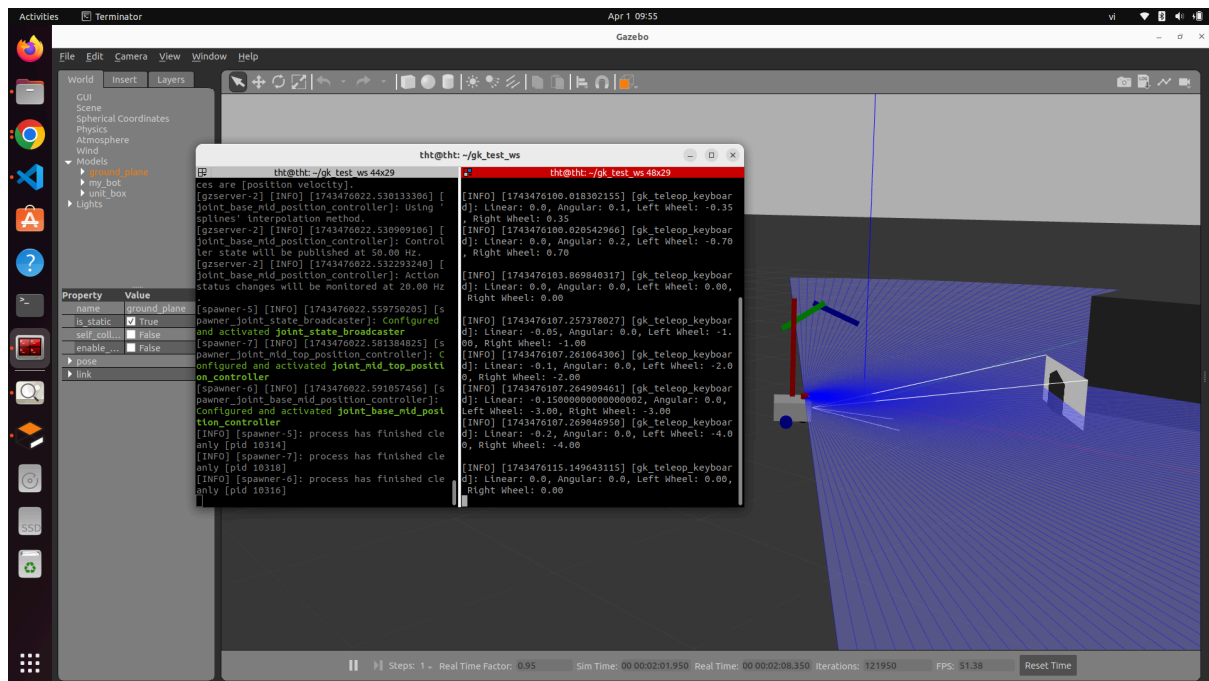 Activities
Terminator
Apr 1 09:55
vi
Gazebo
File Edit Camera View Window Help
World Insert Layers
GUI
Scene
Spherical Coordinates
Physics
Atmosphere
Wind
Models
ground_plane
my_bot
unit_box
Lights
Property Value
name ground_plane
is_static True
self_coll... False
enable_... False
pose
link
SSD
tht@tht: ~/gk_test_ws
tht@tht: ~/gk_test_ws 44x29
ces are [position velocity].
[gzserver-2] [INFO] [1743476022.530133306] [
joint_base_mid_position_controller]: Using '
splines' interpolation method.
[gzserver-2] [INFO] [1743476022.530909106] [
joint_base_mid_position_controller]: Control
ler state will be published at 50.00 Hz.
[gzserver-2] [INFO] [1743476022.532293240] [
joint_base_mid_position_controller]: Action
status changes will be monitored at 20.00 Hz
.
[spawner-5] [INFO] [1743476022.559750205] [s
pawner_joint_state_broadcaster]: Configured
and activated joint_state_broadcaster
[spawner-7] [INFO] [1743476022.581384825] [s
pawner_joint_mid_top_position_controller]: C
onfigured and activated joint_mid_top_positi
on_controller
[spawner-6] [INFO] [1743476022.591057456] [s
pawner_joint_base_mid_position_controller]:
Configured and activated joint_base_mid_posi
tion_controller
[INFO] [spawner-5]: process has finished cle
anly [pid 10314]
[INFO] [spawner-7]: process has finished cle
anly [pid 10318]
[INFO] [spawner-6]: process has finished cle
anly [pid 10316]
tht@tht: ~/gk_test_ws 48x29
[INFO] [1743476100.018302155] [gk_teleop_keyboar
d]: Linear: 0.0, Angular: 0.1, Left Wheel: -0.35
, Right Wheel: 0.35
[INFO] [1743476100.020542966] [gk_teleop_keyboar
d]: Linear: 0.0, Angular: 0.2, Left Wheel: -0.70
, Right Wheel: 0.70
[INFO] [1743476103.869840317] [gk_teleop_keyboar
d]: Linear: 0.0, Angular: 0.0, Left Wheel: 0.00,
Right Wheel: 0.00
[INFO] [1743476107.257378027] [gk_teleop_keyboar
d]: Linear: -0.05, Angular: 0.0, Left Wheel: -1.
00, Right Wheel: -1.00
[INFO] [1743476107.261064306] [gk_teleop_keyboar
d]: Linear: -0.1, Angular: 0.0, Left Wheel: -2.0
0, Right Wheel: -2.00
[INFO] [1743476107.264909461] [gk_teleop_keyboar
d]: Linear: -0.15000000000000002, Angular: 0.0,
Left Wheel: -3.00, Right Wheel: -3.00
[INFO] [1743476107.269046950] [gk_teleop_keyboar
d]: Linear: -0.2, Angular: 0.0, Left Wheel: -4.0
0, Right Wheel: -4.00
[INFO] [1743476115.149643115] [gk_teleop_keyboar
d]: Linear: 0.0, Angular: 0.0, Left Wheel: 0.00,
Right Wheel: 0.00
Steps: 1 Real Time Factor: 0.95 Sim Time: 00 00:02:01.950 Real Time: 00 00:02:08.350 Iterations: 121950 FPS: 51.38 Reset Time